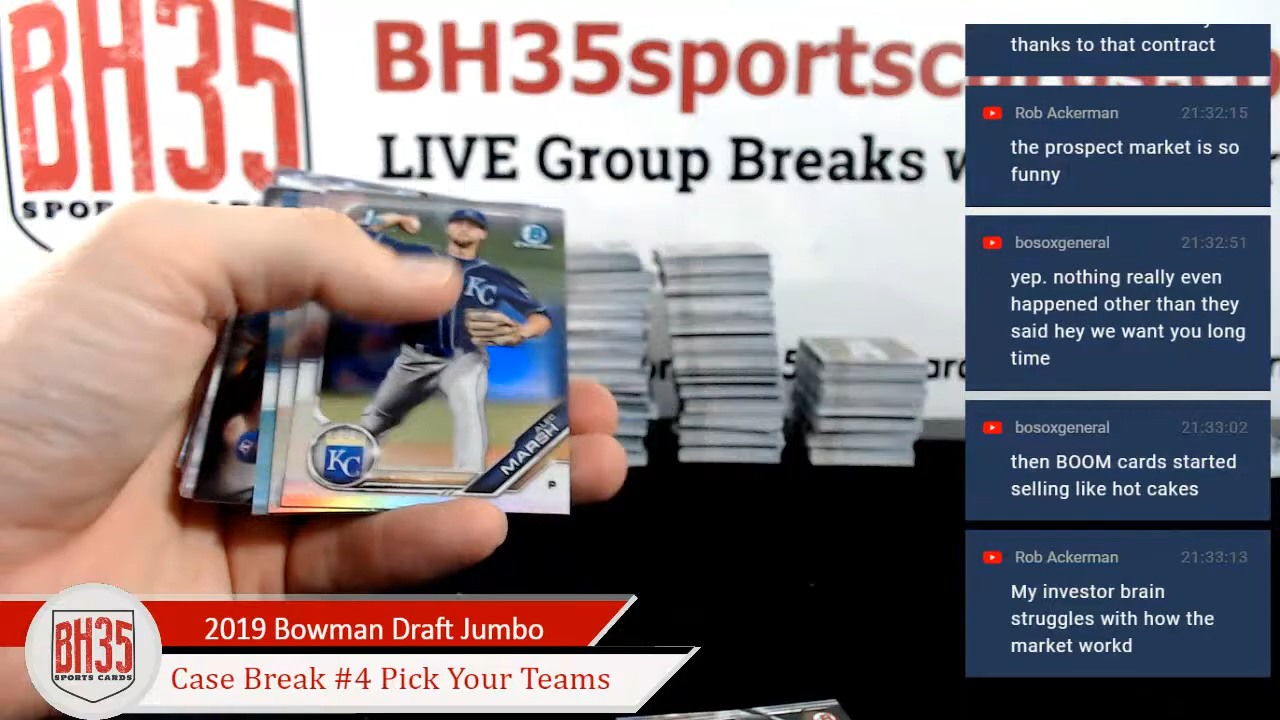 BH35
SPOR
BH35sportsc
LIVE Group Breaks w
thanks to that contract
Rob Ackerman 21:32:15
the prospect market is so
funny
bosoxgeneral 21:32:51
yep. nothing really even
happened other than they
said hey we want you long
time
bosoxgeneral 21:33:02
then BOOM cards started
selling like hot cakes
Rob Ackerman 21:33:13
My investor brain
struggles with how the
market workd
KC
KC
MARSH
P
BH35
SPORTS CARDS
2019 Bowman Draft Jumbo
Case Break #4 Pick Your Teams